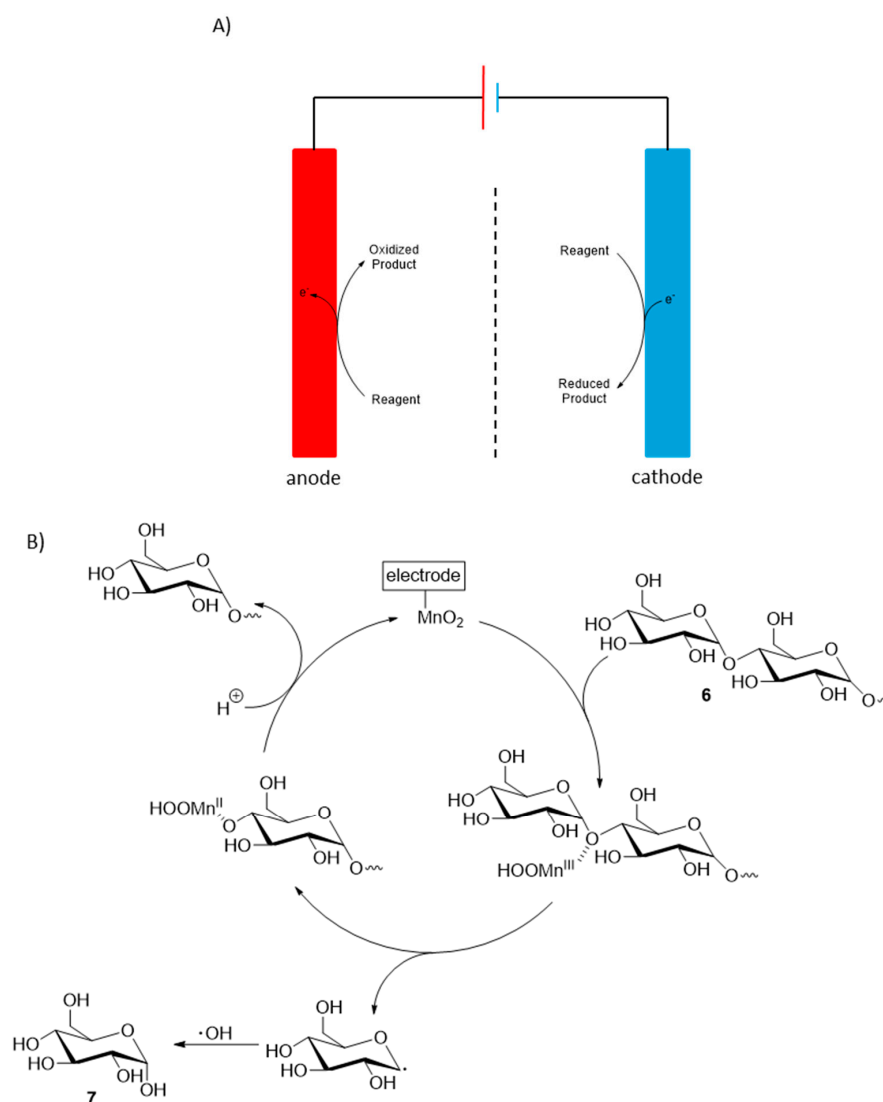 A)
Oxidized
Product
Reagent
e-
e-
Reagent
Reduced
Product
anode
cathode
B)
OH
O
HO
HO
OH
O
electrode
MnO2
OH
O
HO
HO
OH
OH
O
O
HO
OH
O
6
H⊕
OH
HOOMnII
O
O
HO
OH
O
OH
O
HO
HO
OH
OH
O
O
HO
OH
O
HOOMnIII
OH
O
HO
HO
OH
OH
7
·OH
OH
O
HO
HO
OH
·